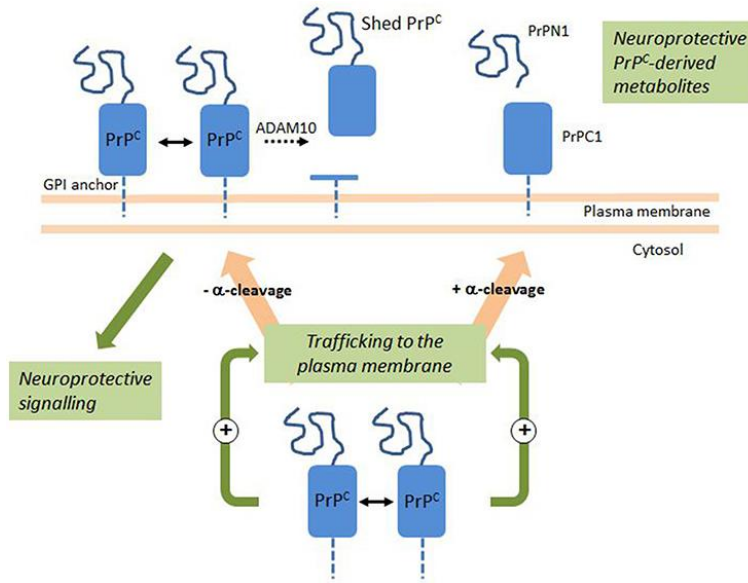 Shed PrPᶜ
PrPN1
Neuroprotective
PrPᶜ-derived
metabolites
PrPᶜ
PrPᶜ
ADAM10
PrPC1
GPI anchor
Plasma membrane
Cytosol
- α-cleavage
+ α-cleavage
Trafficking to the
plasma membrane
Neuroprotective
signalling
+
+
PrPᶜ
PrPᶜ